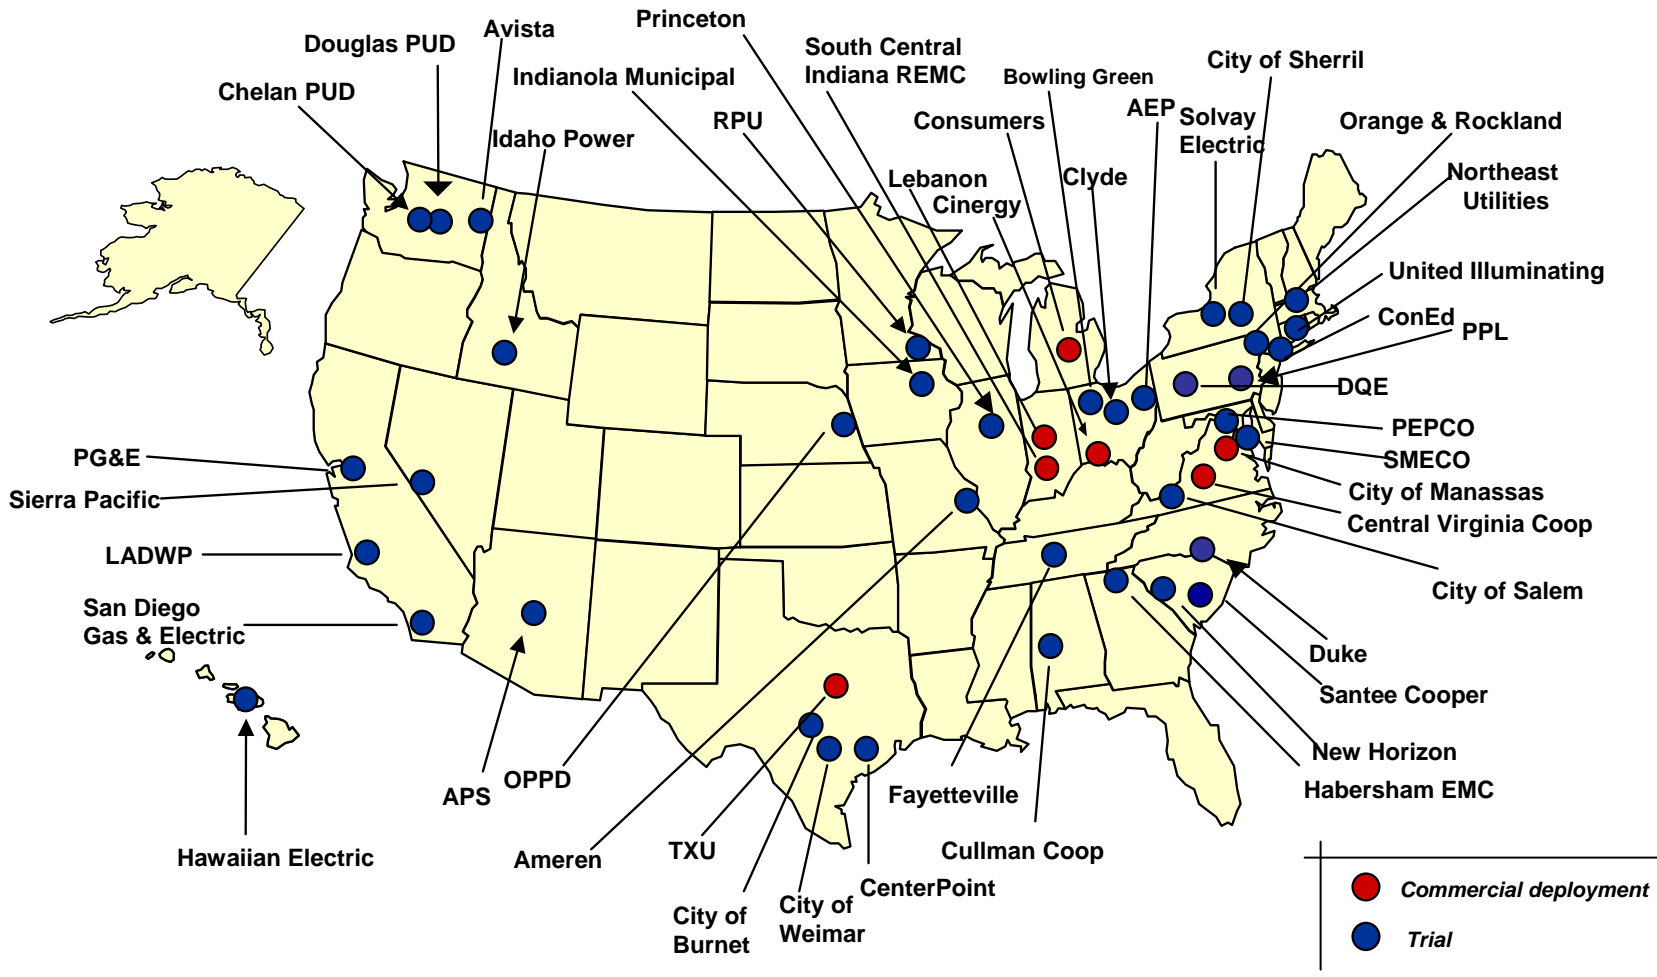 Princeton
Avista
Douglas PUD
South Central
Indiana REMC
City of Sherril
Indianola Municipal
Bowling Green
Chelan PUD
AEP
RPU
Consumers
Solvay
Electric
Orange & Rockland
Idaho Power
Northeast
Utilities
Lebanon
Clyde
Cinergy
United Illuminating
ConEd
PPL
DQE
PEPCO
PG&E
SMECO
Sierra Pacific
City of Manassas
Central Virginia Coop
LADWP
City of Salem
San Diego
Gas & Electric
Duke
Santee Cooper
New Horizon
OPPD
Habersham EMC
APS
Fayetteville
Hawaiian Electric
Ameren
TXU
Cullman Coop
CenterPoint
City of
Burnet
City of
Weimar
Commercial deployment
Trial